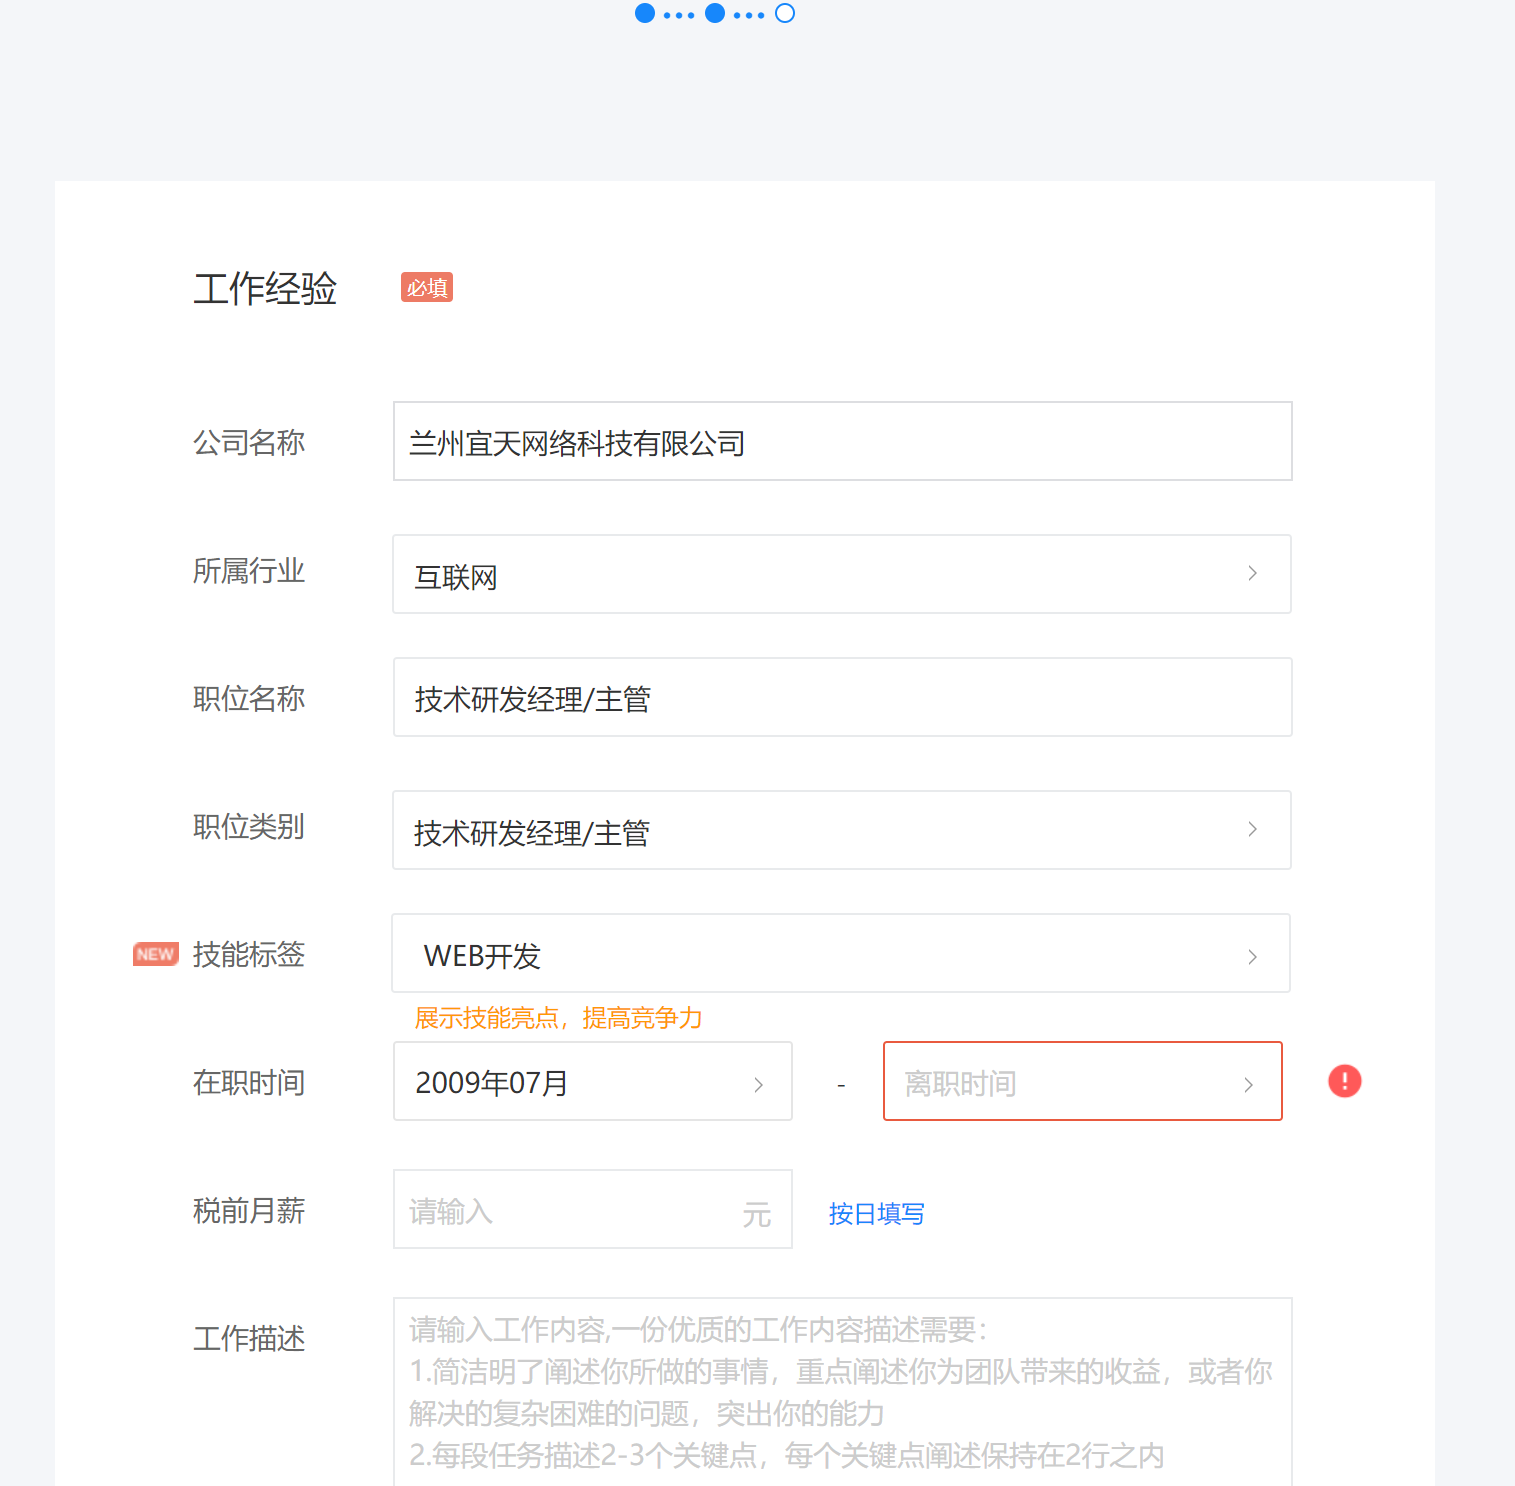 工作经验 必填
公司名称 兰州宜天网络科技有限公司
所属行业 互联网
职位名称 技术研发经理/主管
职位类别 技术研发经理/主管
NEW 技能标签 WEB开发
展示技能亮点，提高竞争力
在职时间 2009年07月 - 离职时间
税前月薪 请输入 元 按日填写
工作描述 请输入工作内容,一份优质的工作内容描述需要：
1.简洁明了阐述你所做的事情，重点阐述你为团队带来的收益，或者你
解决的复杂困难的问题，突出你的能力
2.每段任务描述2-3个关键点，每个关键点阐述保持在2行之内